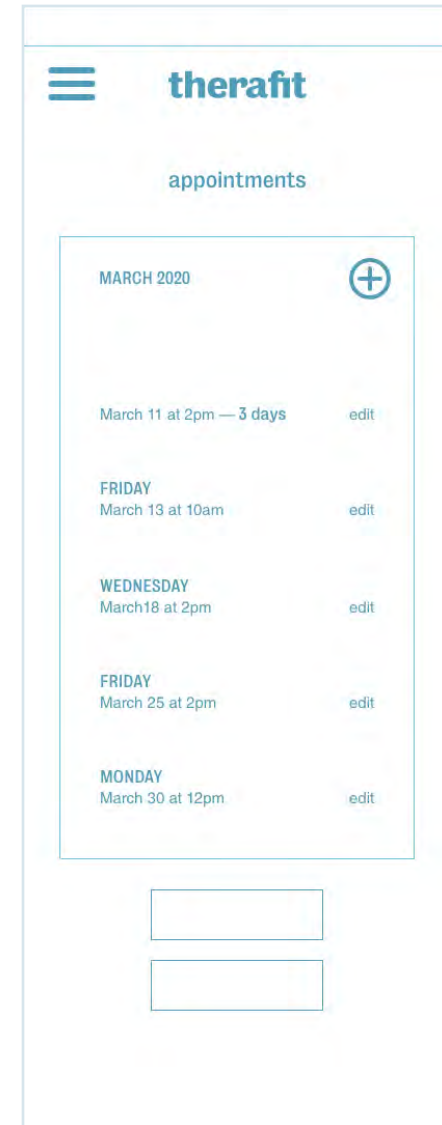 therafit
appointments
MARCH 2020
March 11 at 2pm — 3 days edit
FRIDAY
March 13 at 10am edit
WEDNESDAY
March18 at 2pm edit
FRIDAY
March 25 at 2pm edit
MONDAY
March 30 at 12pm edit